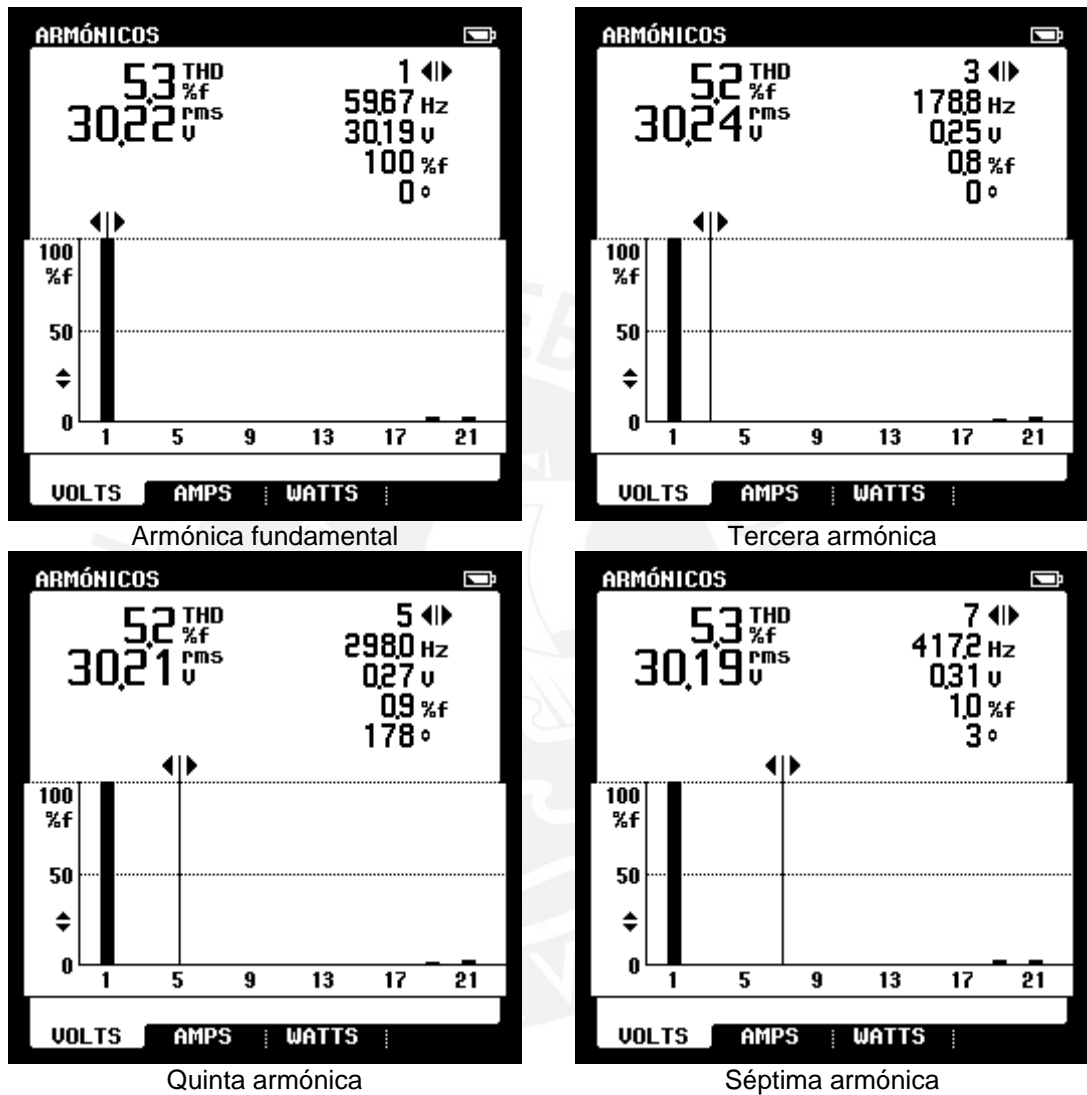 ARMÓNICOS
5,3 THD %f
30,22 rms V
1
59,67 Hz
30,19 V
100 %f
0 °
100
%f
50
0
1 5 9 13 17 21
VOLTS AMPS WATTS
Armónica fundamental
ARMÓNICOS
5,2 THD %f
30,24 rms V
3
178,8 Hz
0,25 V
0,8 %f
0 °
100
%f
50
0
1 5 9 13 17 21
VOLTS AMPS WATTS
Tercera armónica
ARMÓNICOS
5,2 THD %f
30,21 rms V
5
298,0 Hz
0,27 V
0,9 %f
178 °
100
%f
50
0
1 5 9 13 17 21
VOLTS AMPS WATTS
Quinta armónica
ARMÓNICOS
5,3 THD %f
30,19 rms V
7
417,2 Hz
0,31 V
1,0 %f
3 °
100
%f
50
0
1 5 9 13 17 21
VOLTS AMPS WATTS
Séptima armónica